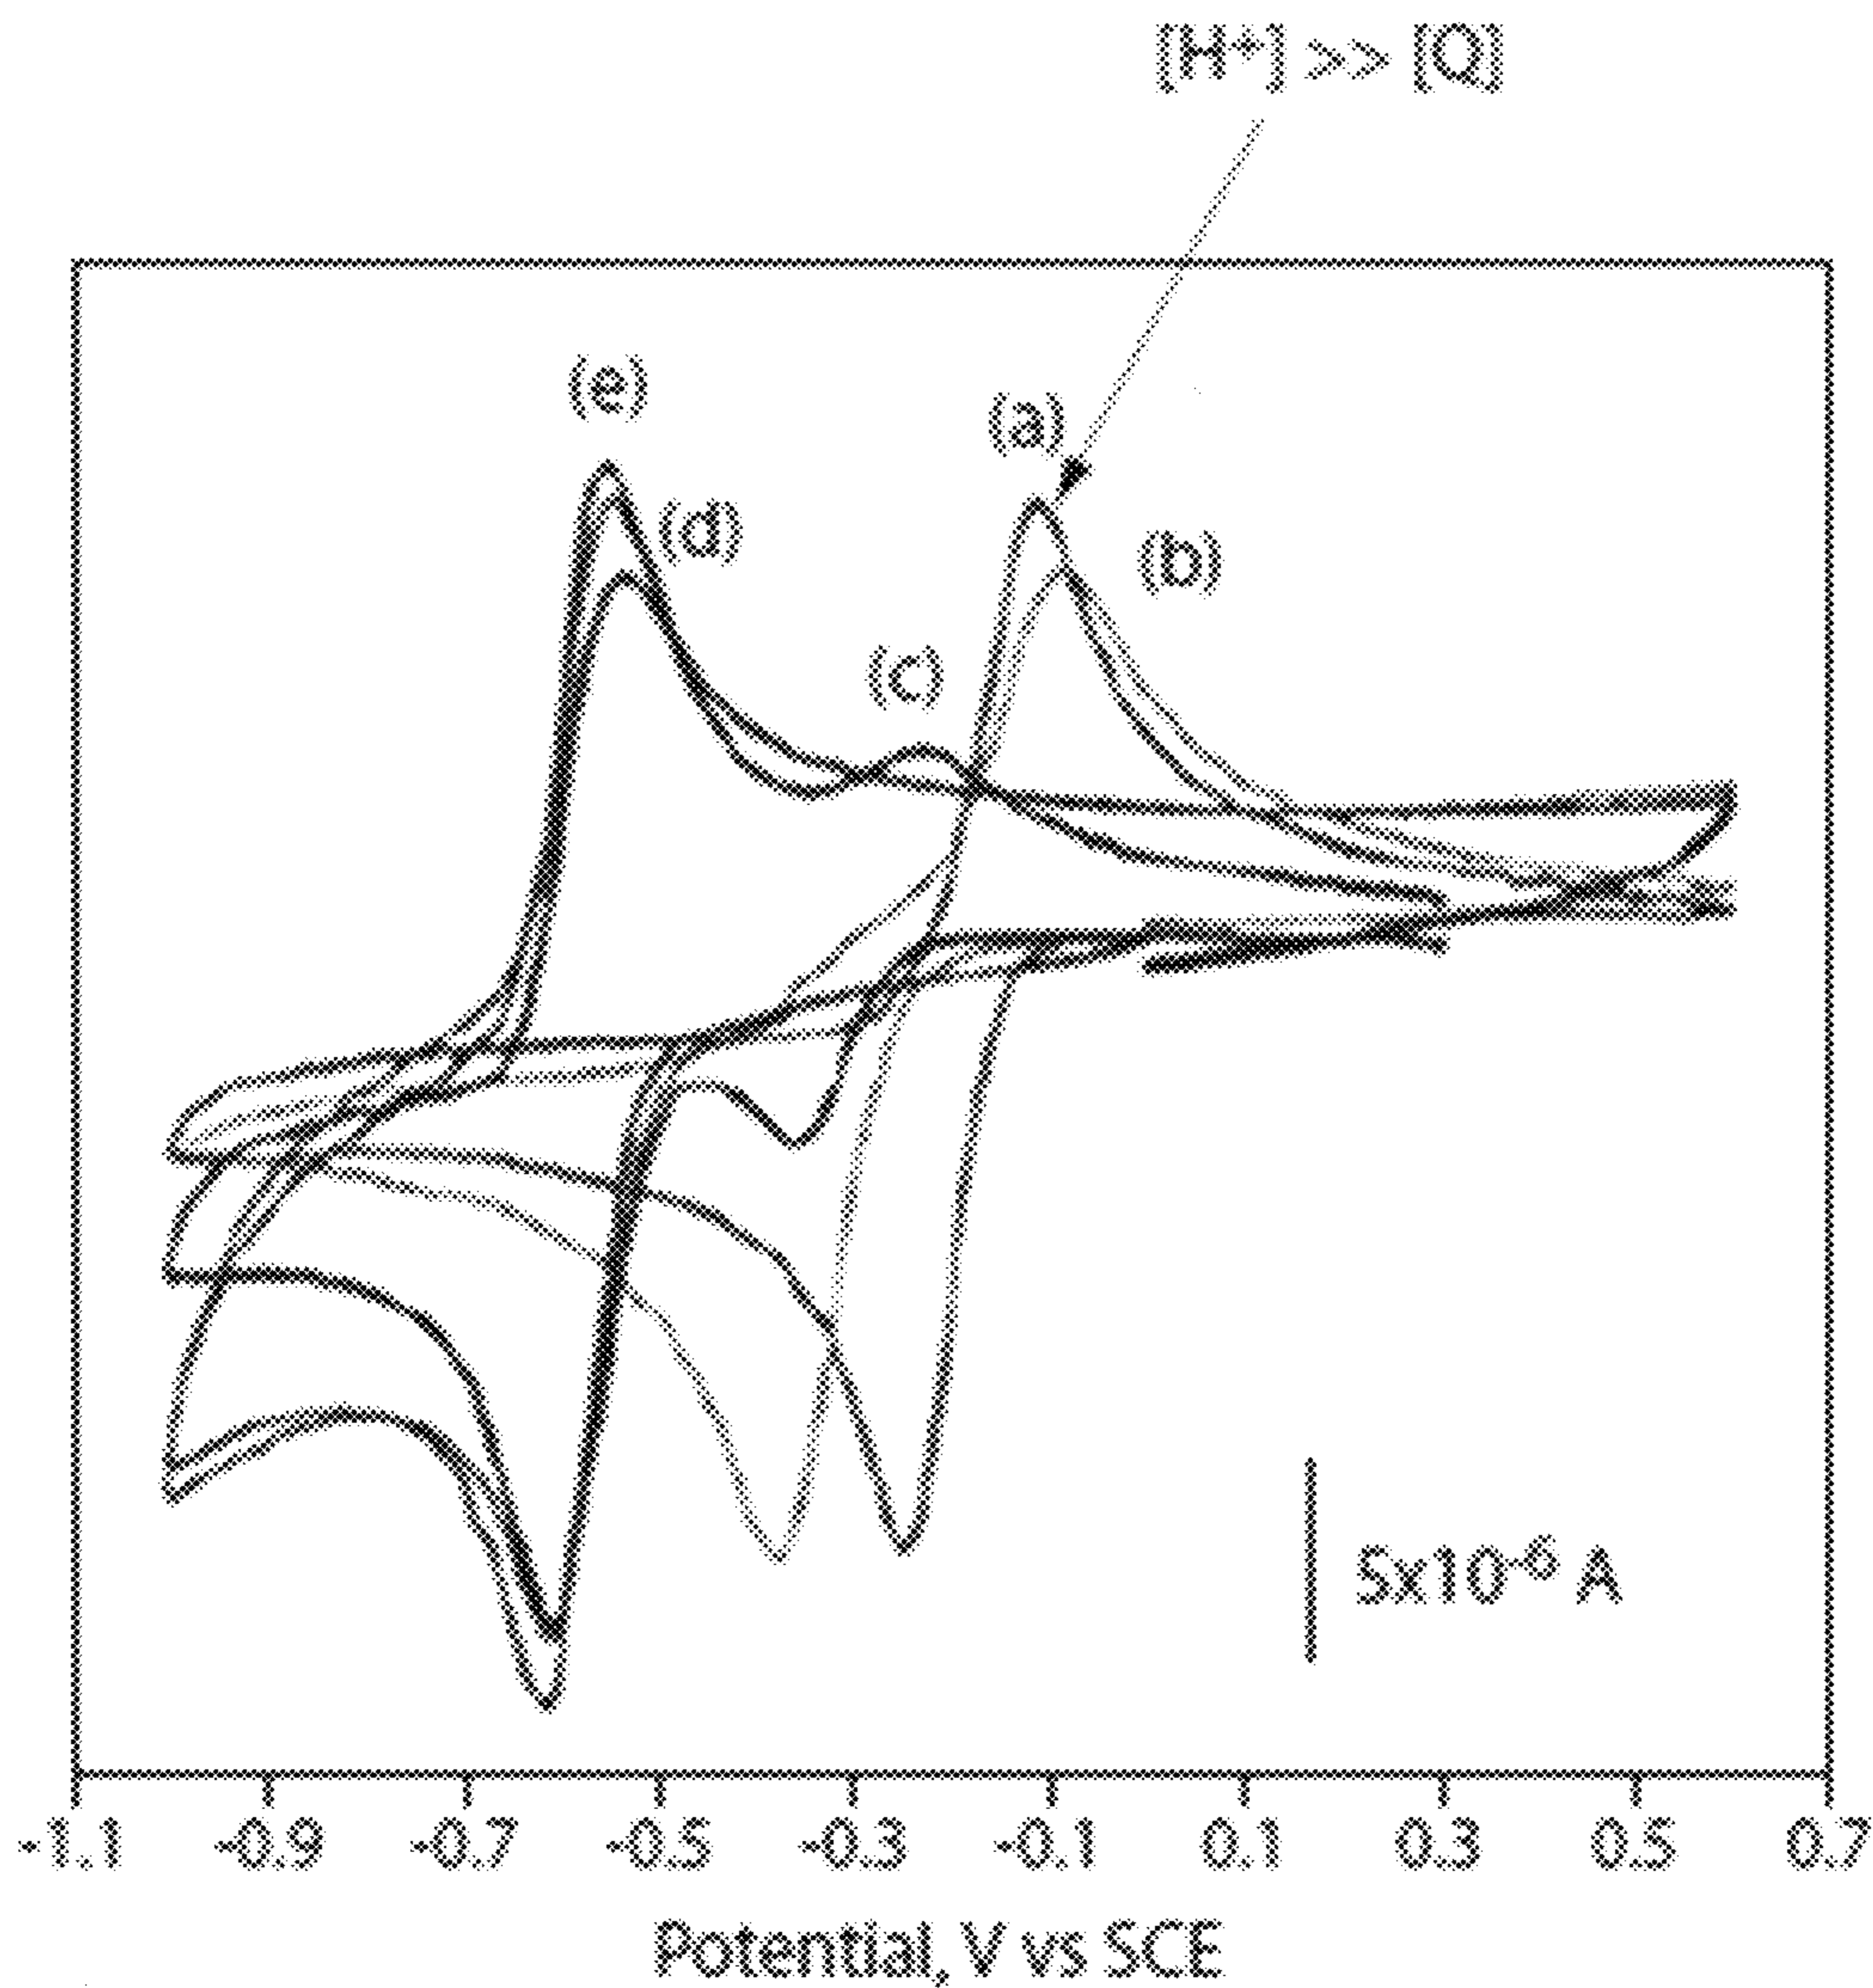 [H+] >> [Q]
(e)
(a)
(d)
(b)
(c)
5x10-6 A
-1.1 -0.9 -0.7 -0.5 -0.3 -0.1 0.1 0.3 0.5 0.7
Potential, V vs SCE